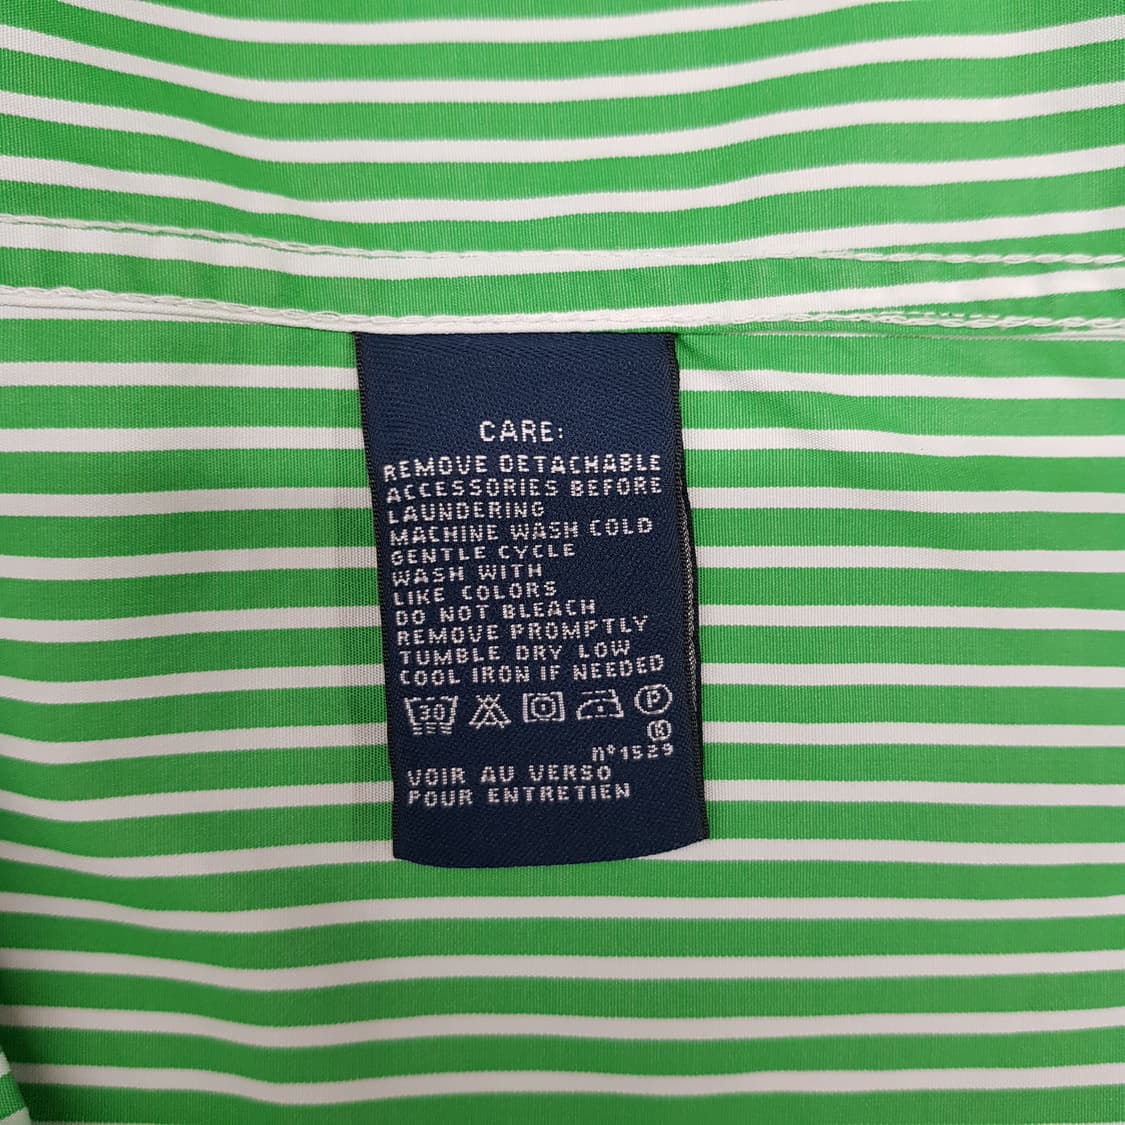 CARE:
REMOVE DETACHABLE
ACCESSORIES BEFORE
LAUNDERING
MACHINE WASH COLD
GENTLE CYCLE
WASH WITH
LIKE COLORS
DO NOT BLEACH
REMOVE PROMPTLY
TUMBLE DRY LOW
COOL IRON IF NEEDED
30 P
K
n°1529
VOIR AU VERSO
POUR ENTRETIEN